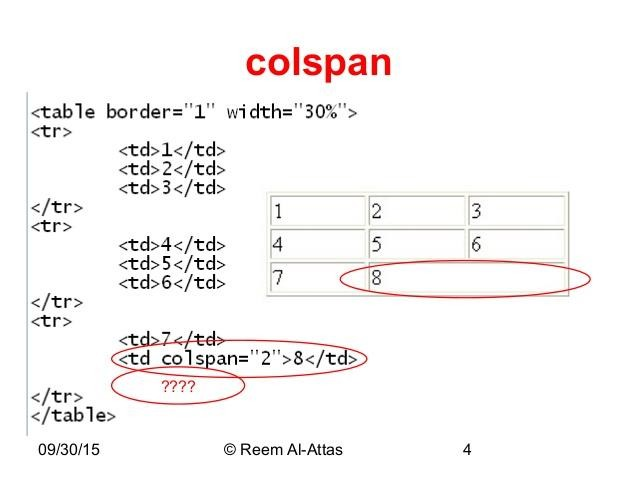 colspan
<table border="1" width="30%">
<tr>
<td>1</td>
<td>2</td>
<td>3</td>
</tr>
<tr>
<td>4</td>
<td>5</td>
<td>6</td>
</tr>
<tr>
<td>7</td>
<td colspan="2">8</td>
????
</tr>
</table>
1 2 3
4 5 6
7 8
09/30/15 © Reem Al-Attas 4